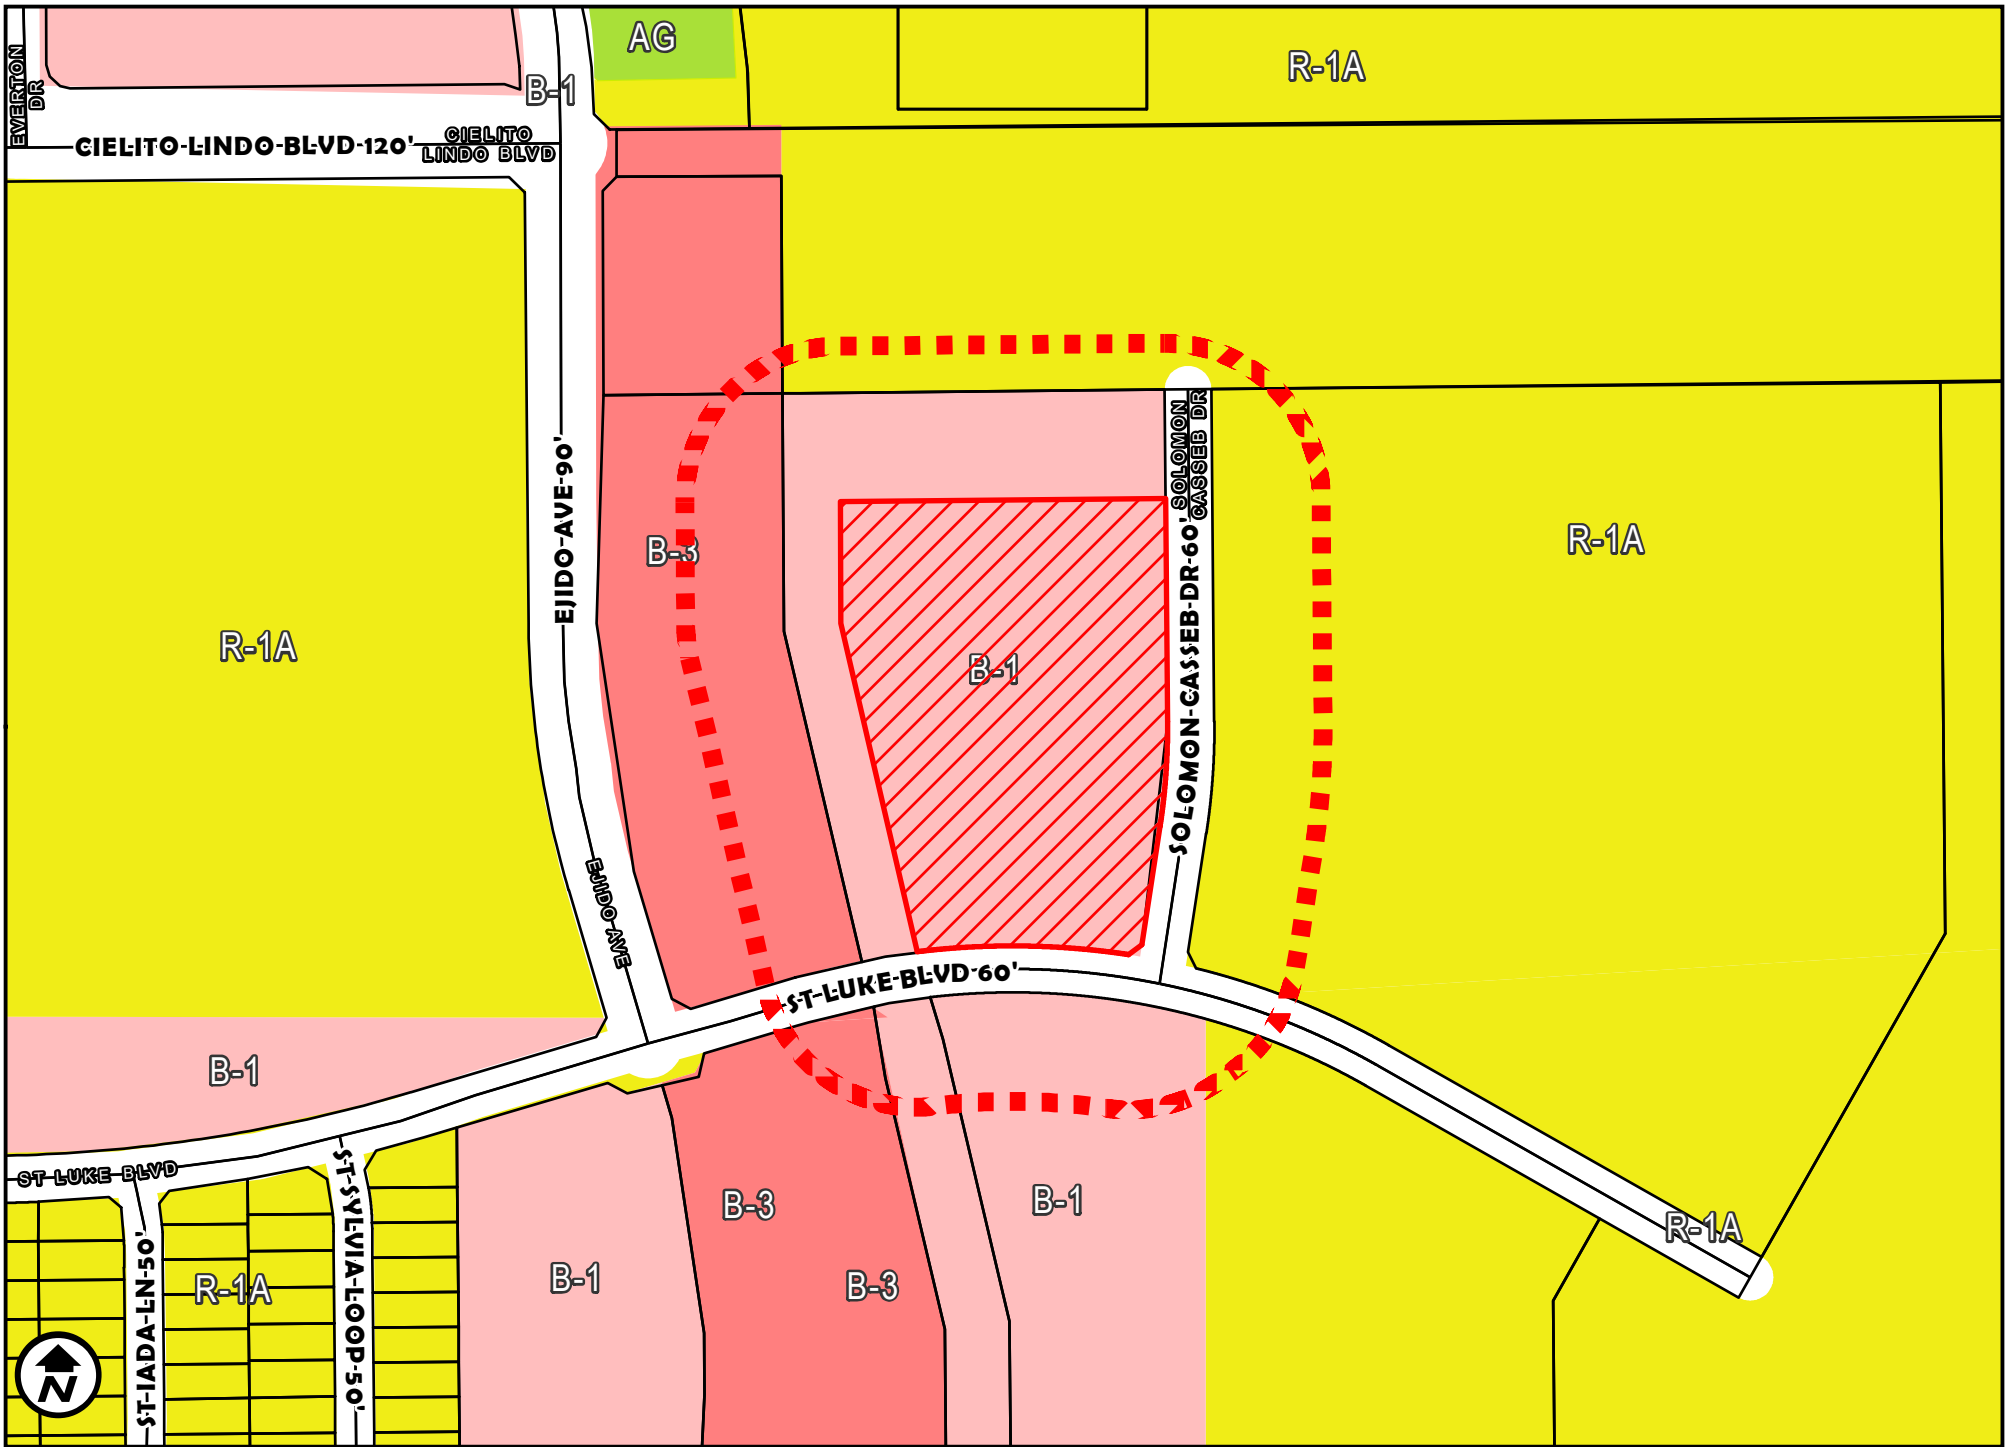 AG
R-1A
EVERTON
DR
B-1
CIELITO-LINDO-BLVD-120'
CIELITO
LINDO BLVD
SOLOMON
CASSEB DR
EJIDO-AVE-90'
B-3
R-1A
SOLOMON-CASSEB-DR-60'
R-1A
B-1
EJIDO AVE
ST-LUKE-BLVD-60'
B-1
ST LUKE BLVD
ST-SYLVIA-LOOP-50'
B-3
B-1
R-1A
ST-IADA-LN-50'
R-1A
B-1
B-3
N